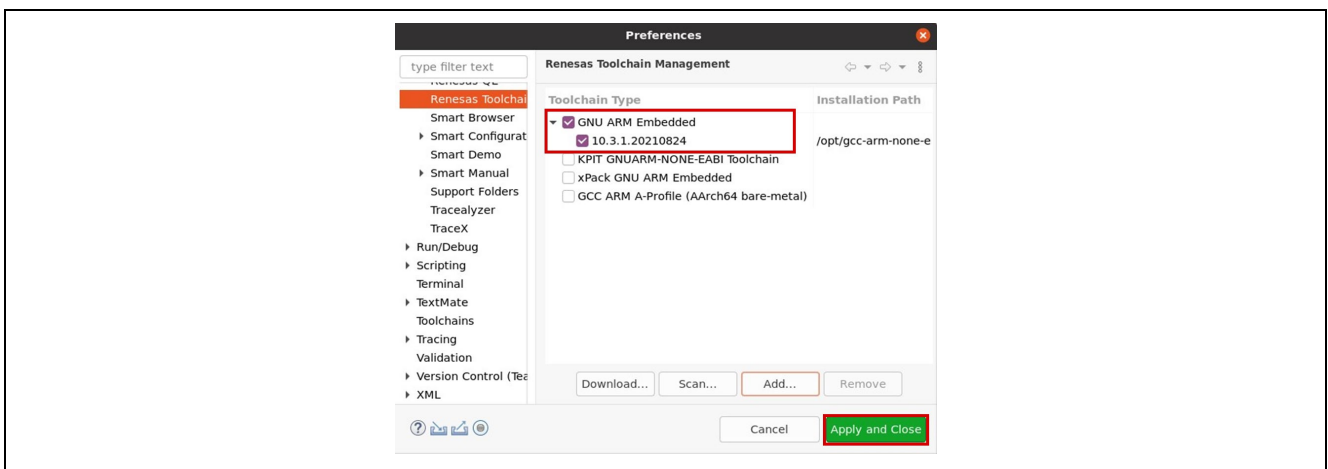 Preferences
type filter text
Renesas Toolchain Management
Renesas QE
Renesas Toolchai
Smart Browser
Smart Configurat
Smart Demo
Smart Manual
Support Folders
Tracealyzer
TraceX
Run/Debug
Scripting
Terminal
TextMate
Toolchains
Tracing
Validation
Version Control (Tea
XML
Toolchain Type Installation Path
GNU ARM Embedded
10.3.1.20210824 /opt/gcc-arm-none-e
KPIT GNUARM-NONE-EABI Toolchain
xPack GNU ARM Embedded
GCC ARM A-Profile (AArch64 bare-metal)
Download... Scan... Add... Remove
Cancel Apply and Close